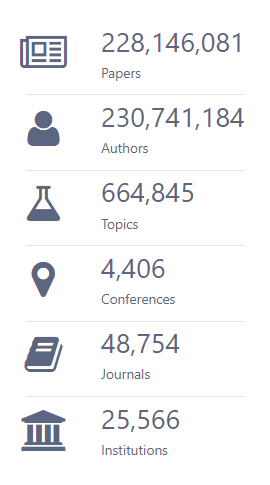 228,146,081
Papers
230,741,184
Authors
664,845
Topics
4,406
Conferences
48,754
Journals
25,566
Institutions